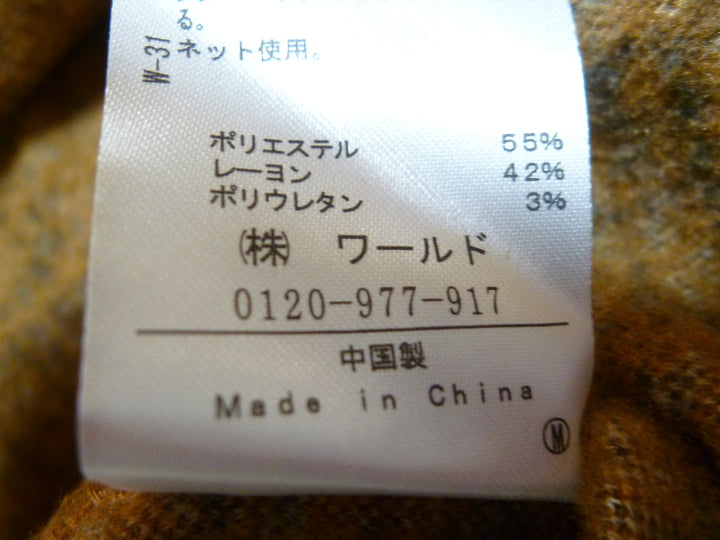 る。
ネット使用。
W-31
ポリエステル 55%
レーヨン 42%
ポリウレタン 3%
㈱ ワールド
0120-977-917
中国製
Made in China
Ⓜ